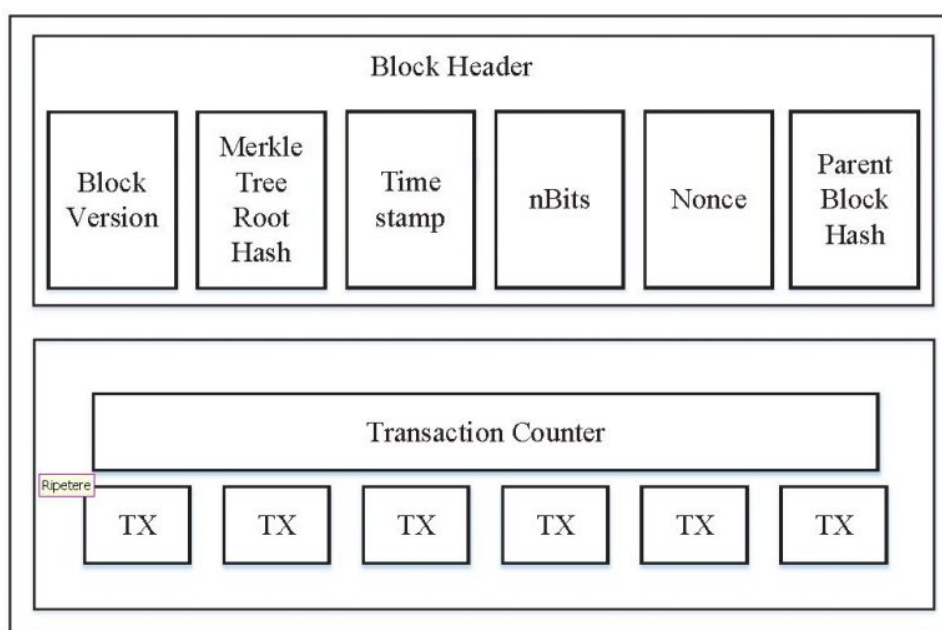 Block Header
Block
Version
Merkle
Tree
Root
Hash
Time
stamp
nBits
Nonce
Parent
Block
Hash
Transaction Counter
Ripetere
TX TX TX TX TX TX